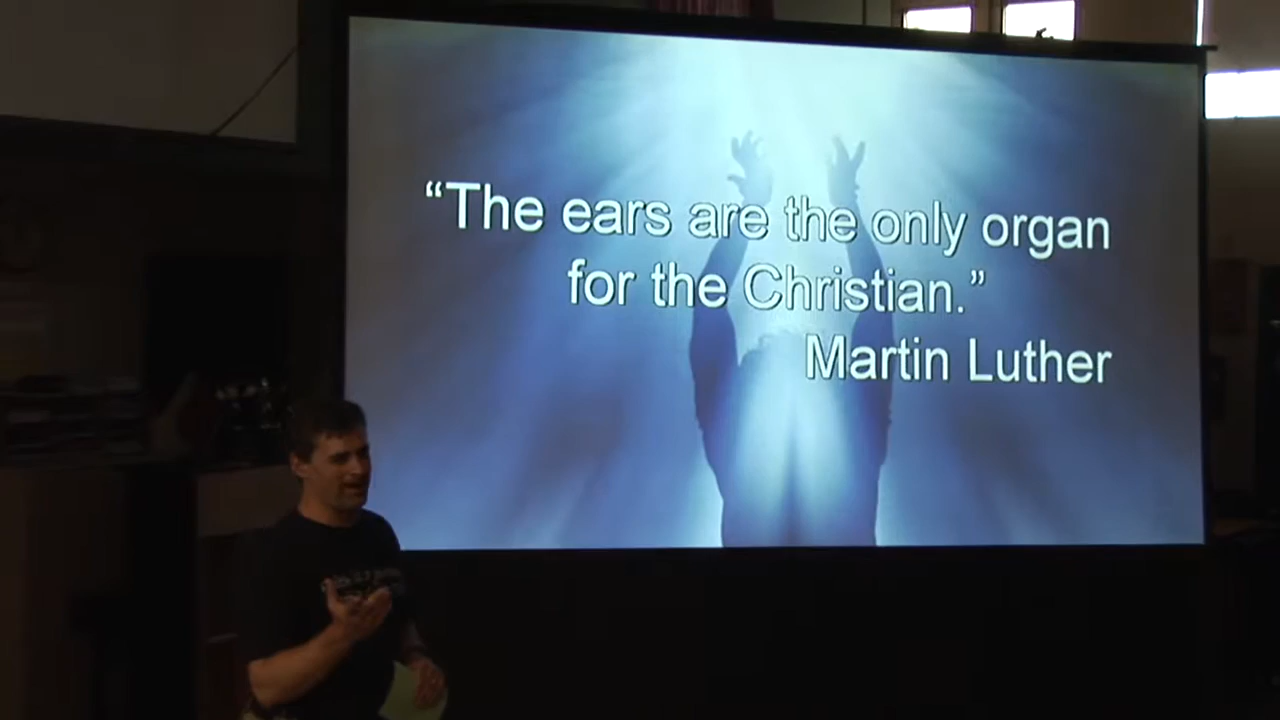 “The ears are the only organ
for the Christian.”
Martin Luther